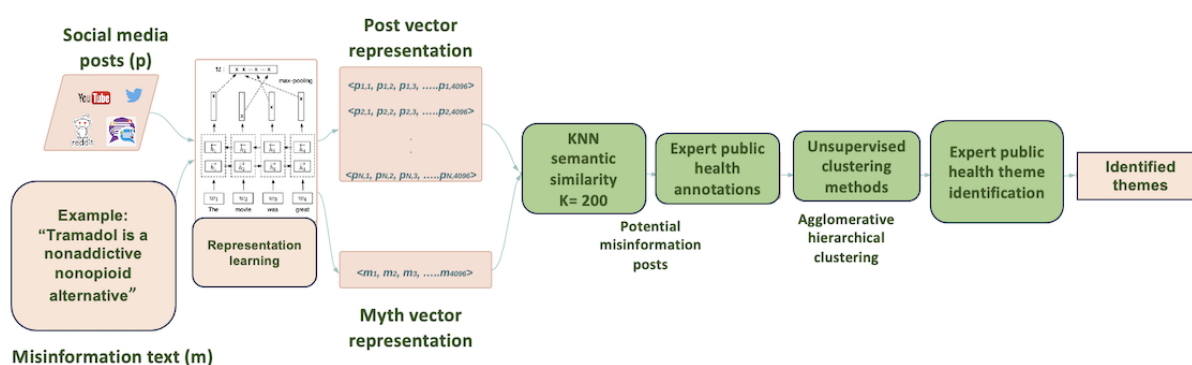 Social media
posts (p)
YouTube
reddit
Example:
“Tramadol is a
nonaddictive
nonopioid
alternative”
Misinformation text (m)
max-pooling
The movie was great
Representation
learning
Post vector
representation
<p1,1, p1,2, p1,3, …..p1,4096>
<p2,1, p2,2, p2,3, …..p2,4096>
.
.
.
<pN,1, pN,2, pN,3, …..pN,4096>
<m1, m2, m3, …..m4096>
Myth vector
representation
KNN
semantic
similarity
K= 200
Potential
misinformation
posts
Expert public
health
annotations
Unsupervised
clustering
methods
Agglomerative
hierarchical
clustering
Expert public
health theme
identification
Identified
themes